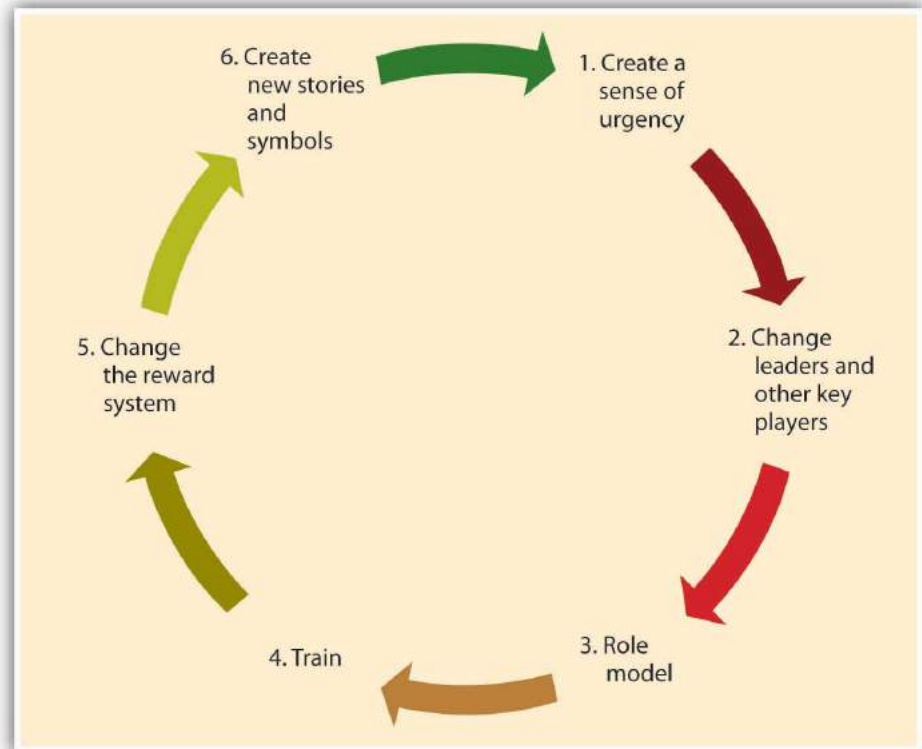 1. Create a
sense of
urgency
2. Change
leaders and
other key
players
3. Role
model
4. Train
5. Change
the reward
system
6. Create
new stories
and
symbols